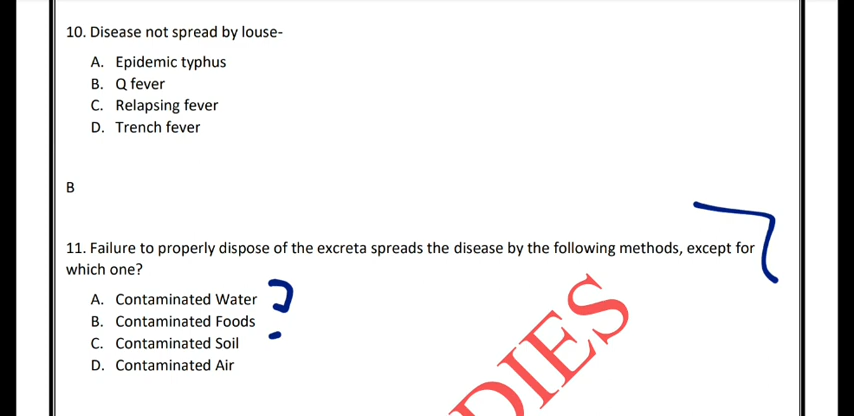 10. Disease not spread by louse-
A. Epidemic typhus
B. Q fever
C. Relapsing fever
D. Trench fever
B
11. Failure to properly dispose of the excreta spreads the disease by the following methods, except for
which one?
A. Contaminated Water
B. Contaminated Foods
C. Contaminated Soil
D. Contaminated Air